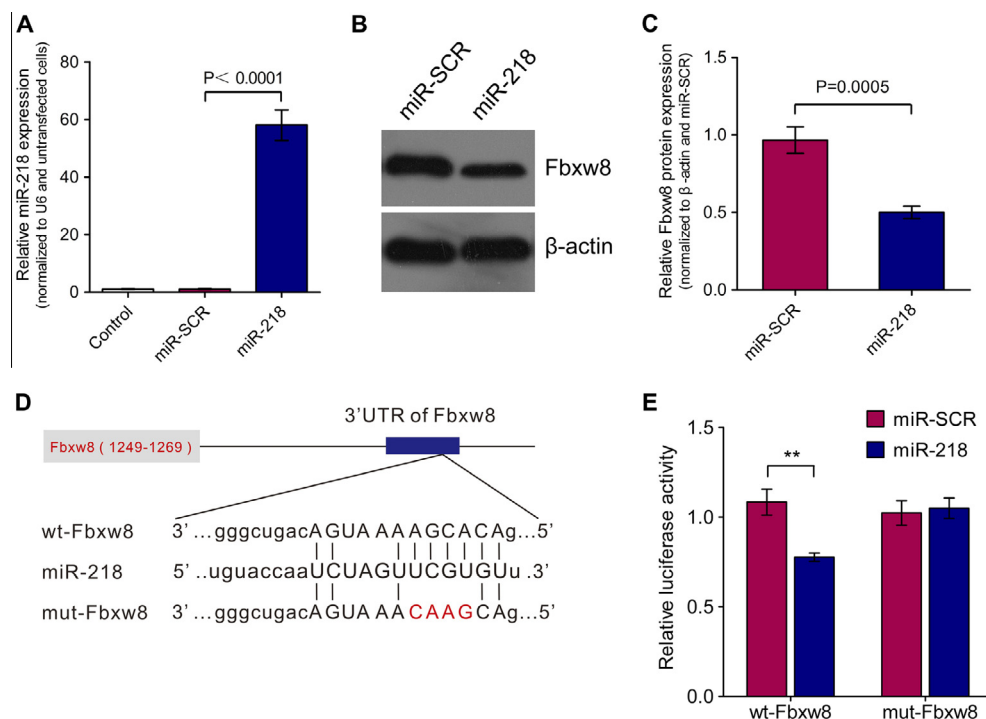 A
Relative miR-218 expression
(normalized to U6 and untransfected cells)
80
60
40
20
0
P< 0.0001
Control
miR-SCR
miR-218
B
miR-SCR
miR-218
Fbxw8
β-actin
C
Relative Fbxw8 protein expression
(normalized to β -actin and miR-SCR)
1.5
1.0
0.5
0.0
P=0.0005
miR-SCR
miR-218
D
3'UTR of Fbxw8
Fbxw8 ( 1249-1269 )
wt-Fbxw8 3' ...gggcugacAGUAAAAGCACAg...5'
miR-218 5' ..uguaccaaUCUAGUUCGUGUu .3'
mut-Fbxw8 3' ...gggcugacAGUAAACAAGCAg...5'
E
Relative luciferase activity
1.5
1.0
0.5
0.0
miR-SCR
miR-218
**
wt-Fbxw8
mut-Fbxw8